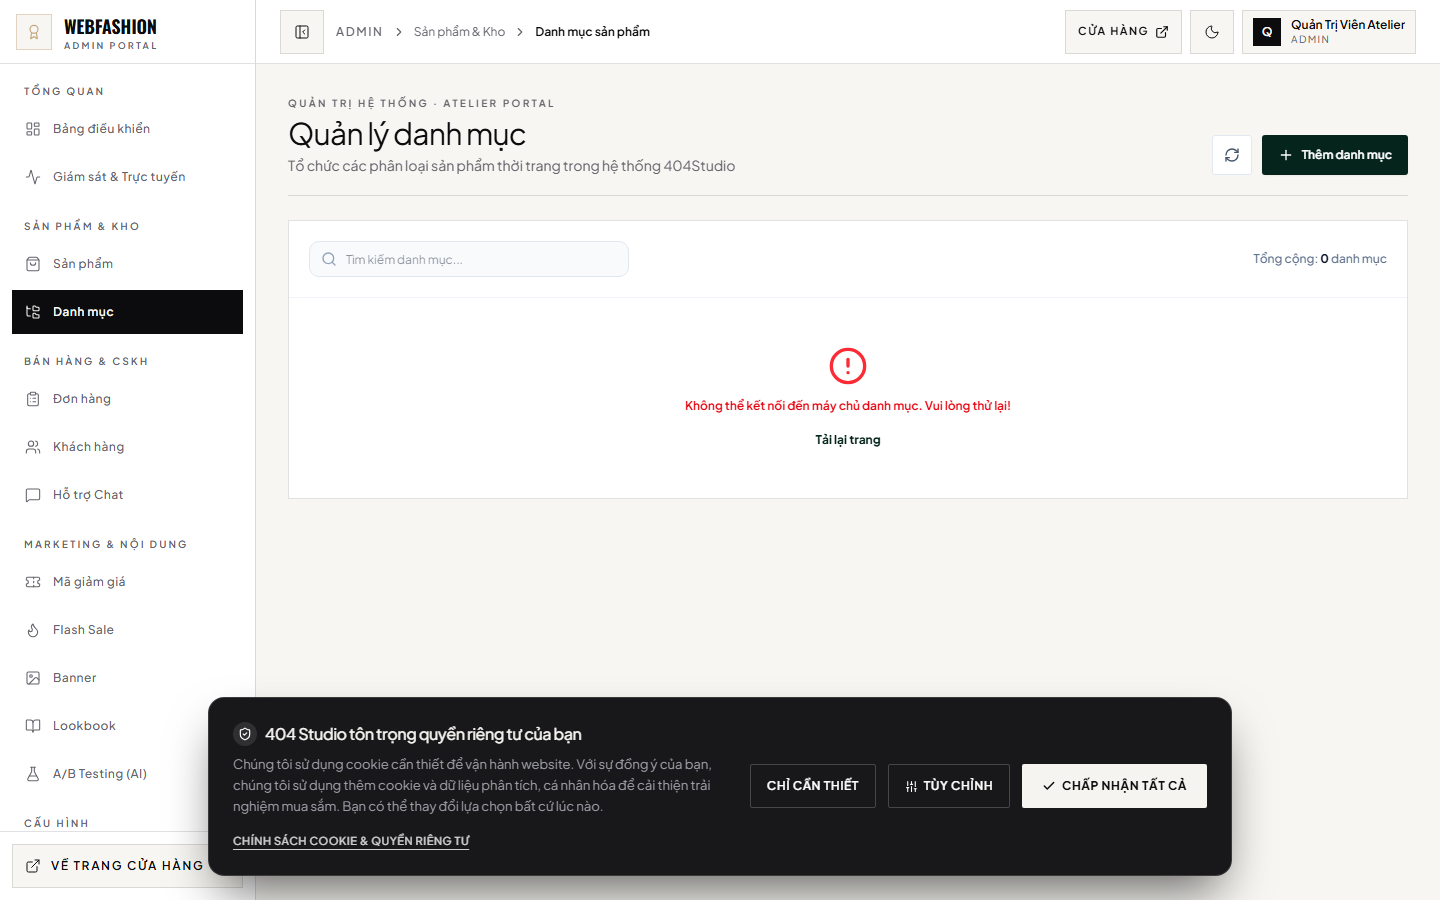 WEBFASHION
ADMIN PORTAL
TỔNG QUAN
Bảng điều khiển
Giám sát & Trực tuyến
SẢN PHẨM & KHO
Sản phẩm
Danh mục
BÁN HÀNG & CSKH
Đơn hàng
Khách hàng
Hỗ trợ Chat
MARKETING & NỘI DUNG
Mã giảm giá
Flash Sale
Banner
Lookbook
A/B Testing (AI)
CẤU HÌNH
VỀ TRANG CỬA HÀNG
ADMIN > Sản phẩm & Kho > Danh mục sản phẩm
CỬA HÀNG
Q
Quản Trị Viên Atelier
ADMIN
QUẢN TRỊ HỆ THỐNG · ATELIER PORTAL
Quản lý danh mục
Tổ chức các phân loại sản phẩm thời trang trong hệ thống 404Studio
Thêm danh mục
Tìm kiếm danh mục...
Tổng cộng: 0 danh mục
Không thể kết nối đến máy chủ danh mục. Vui lòng thử lại!
Tải lại trang
404 Studio tôn trọng quyền riêng tư của bạn
Chúng tôi sử dụng cookie cần thiết để vận hành website. Với sự đồng ý của bạn,
chúng tôi sử dụng thêm cookie và dữ liệu phân tích, cá nhân hóa để cải thiện trải
nghiệm mua sắm. Bạn có thể thay đổi lựa chọn bất cứ lúc nào.
CHÍNH SÁCH COOKIE & QUYỀN RIÊNG TƯ
CHỈ CẦN THIẾT
TÙY CHỈNH
CHẤP NHẬN TẤT CẢ